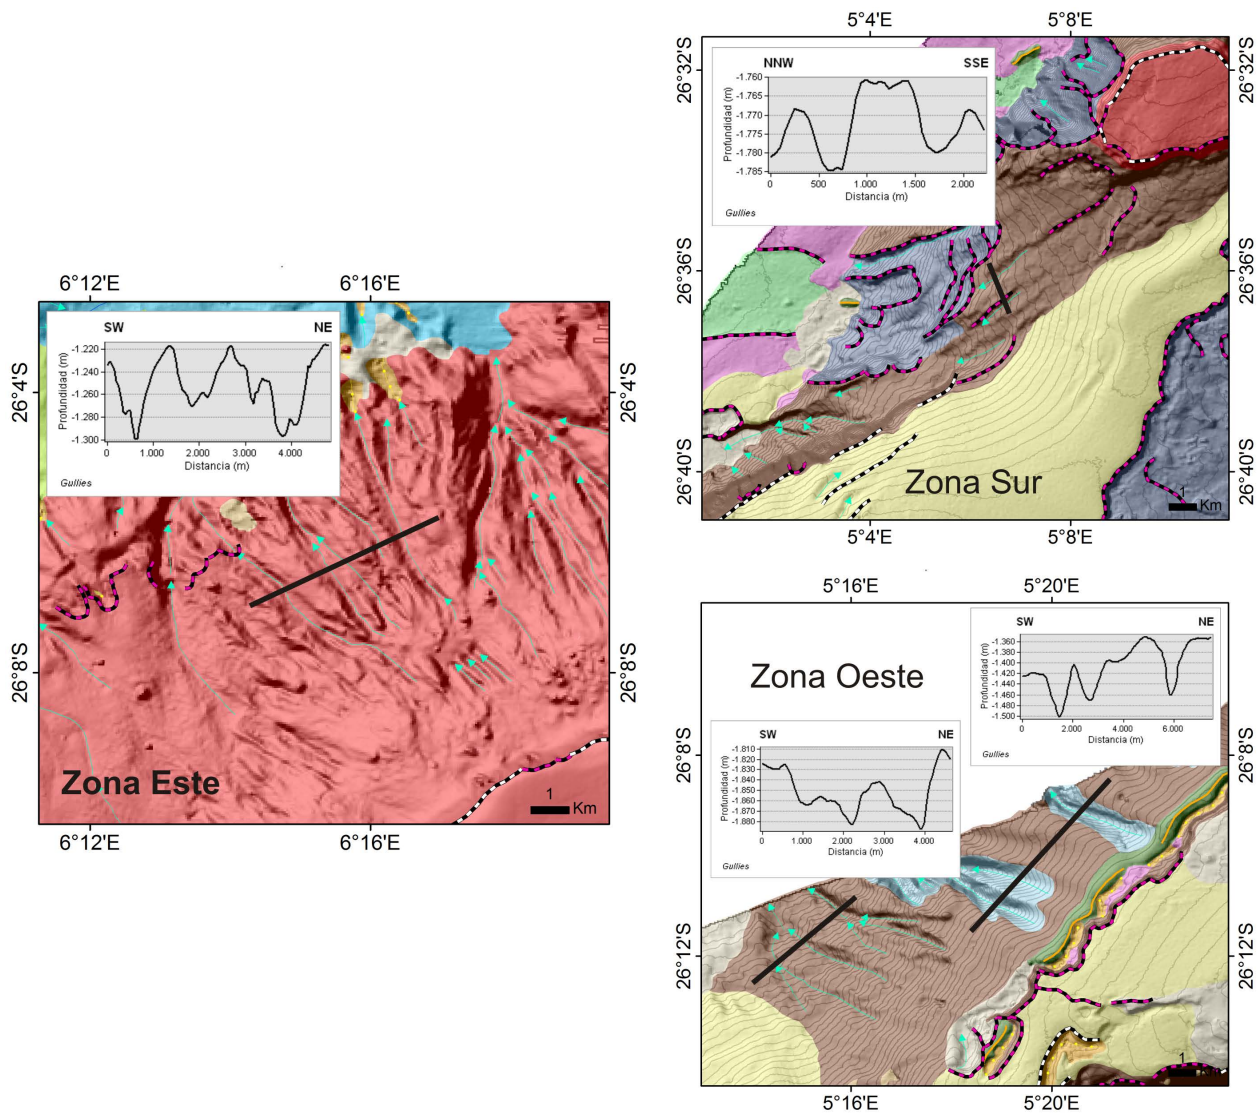 6°12'E 6°16'E
SW NE
Profundidad (m)
-1.220
-1.240
-1.260
-1.280
-1.300
0 1.000 2.000 3.000 4.000
Distancia (m)
Gullies
26°4'S 26°4'S
26°8'S 26°8'S
Zona Este
1
Km
6°12'E 6°16'E
5°4'E 5°8'E
26°32'S 26°32'S
NNW SSE
Profundidad (m)
-1.760
-1.765
-1.770
-1.775
-1.780
-1.785
0 500 1.000 1.500 2.000
Distancia (m)
Gullies
26°36'S 26°36'S
26°40'S 26°40'S
Zona Sur
1
Km
5°4'E 5°8'E
5°16'E 5°20'E
Zona Oeste
SW NE
Profundidad (m)
-1.360
-1.380
-1.400
-1.420
-1.440
-1.460
-1.480
-1.500
0 2.000 4.000 6.000
Distancia (m)
Gullies
SW NE
Profundidad (m)
-1.810
-1.820
-1.830
-1.840
-1.850
-1.860
-1.870
-1.880
0 1.000 2.000 3.000 4.000
Distancia (m)
Gullies
26°8'S 26°8'S
26°12'S 26°12'S
1
Km
5°16'E 5°20'E